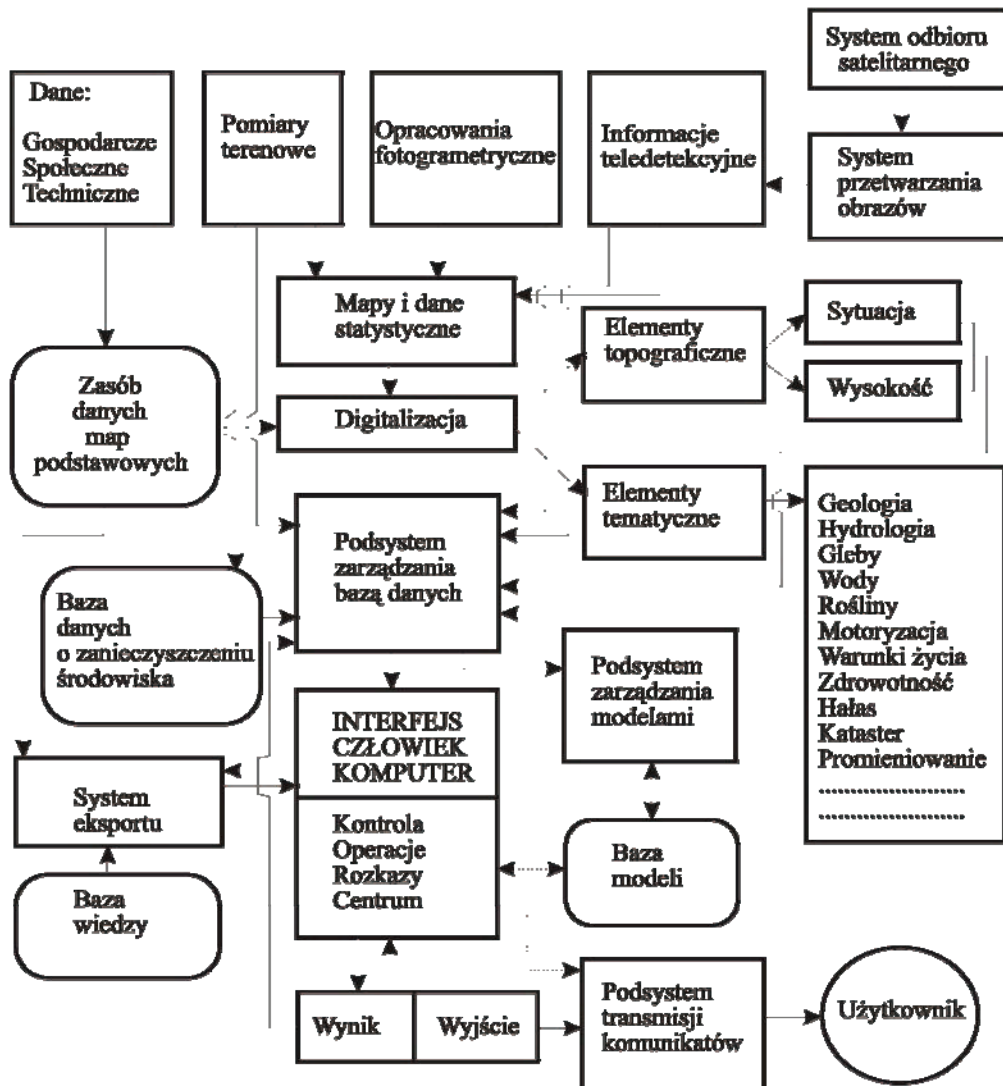 System odbioru
satelitarnego
Dane:
Gospodarcze
Społeczne
Techniczne
Pomiary
terenowe
Opracowania
fotogrametryczne
Informacje
teledetekcyjne
System
przetwarzania
obrazów
Mapy i dane
statystyczne
Elementy
topograficzne
Sytuacja
Wysokość
Zasób
danych
map
podstawowych
Digitalizacja
Elementy
tematyczne
Geologia
Hydrologia
Gleby
Wody
Rośliny
Motoryzacja
Warunki życia
Zdrowotność
Hałas
Kataster
Promieniowanie
........................
........................
Podsystem
zarządzania
bazą danych
Baza
danych
o zanieczyszczeniu
środowiska
Podsystem
zarządzania
modelami
INTERFEJS
CZŁOWIEK
KOMPUTER
Kontrola
Operacje
Rozkazy
Centrum
System
eksportu
Baza
modeli
Baza
wiedzy
Wynik
Wyjście
Podsystem
transmisji
komunikatów
Użytkownik